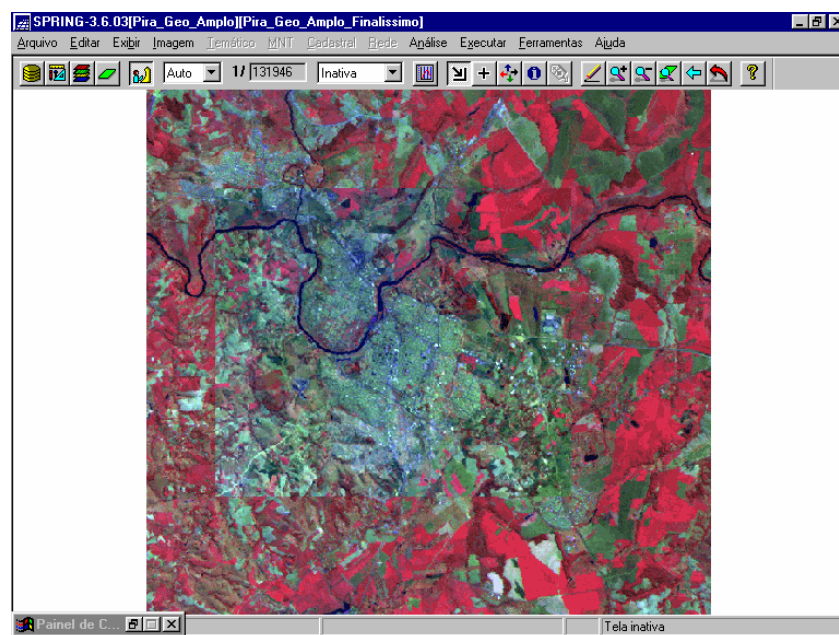 SPRING-3.6.03[Pira_Geo_Amplo][Pira_Geo_Amplo_Finalissimo]
Arquivo Editar Exibir Imagem Temático MNT Cadastral Rede Análise Executar Ferramentas Ajuda
Auto 1/ 131946 Inativa
Painel de C... Tela inativa